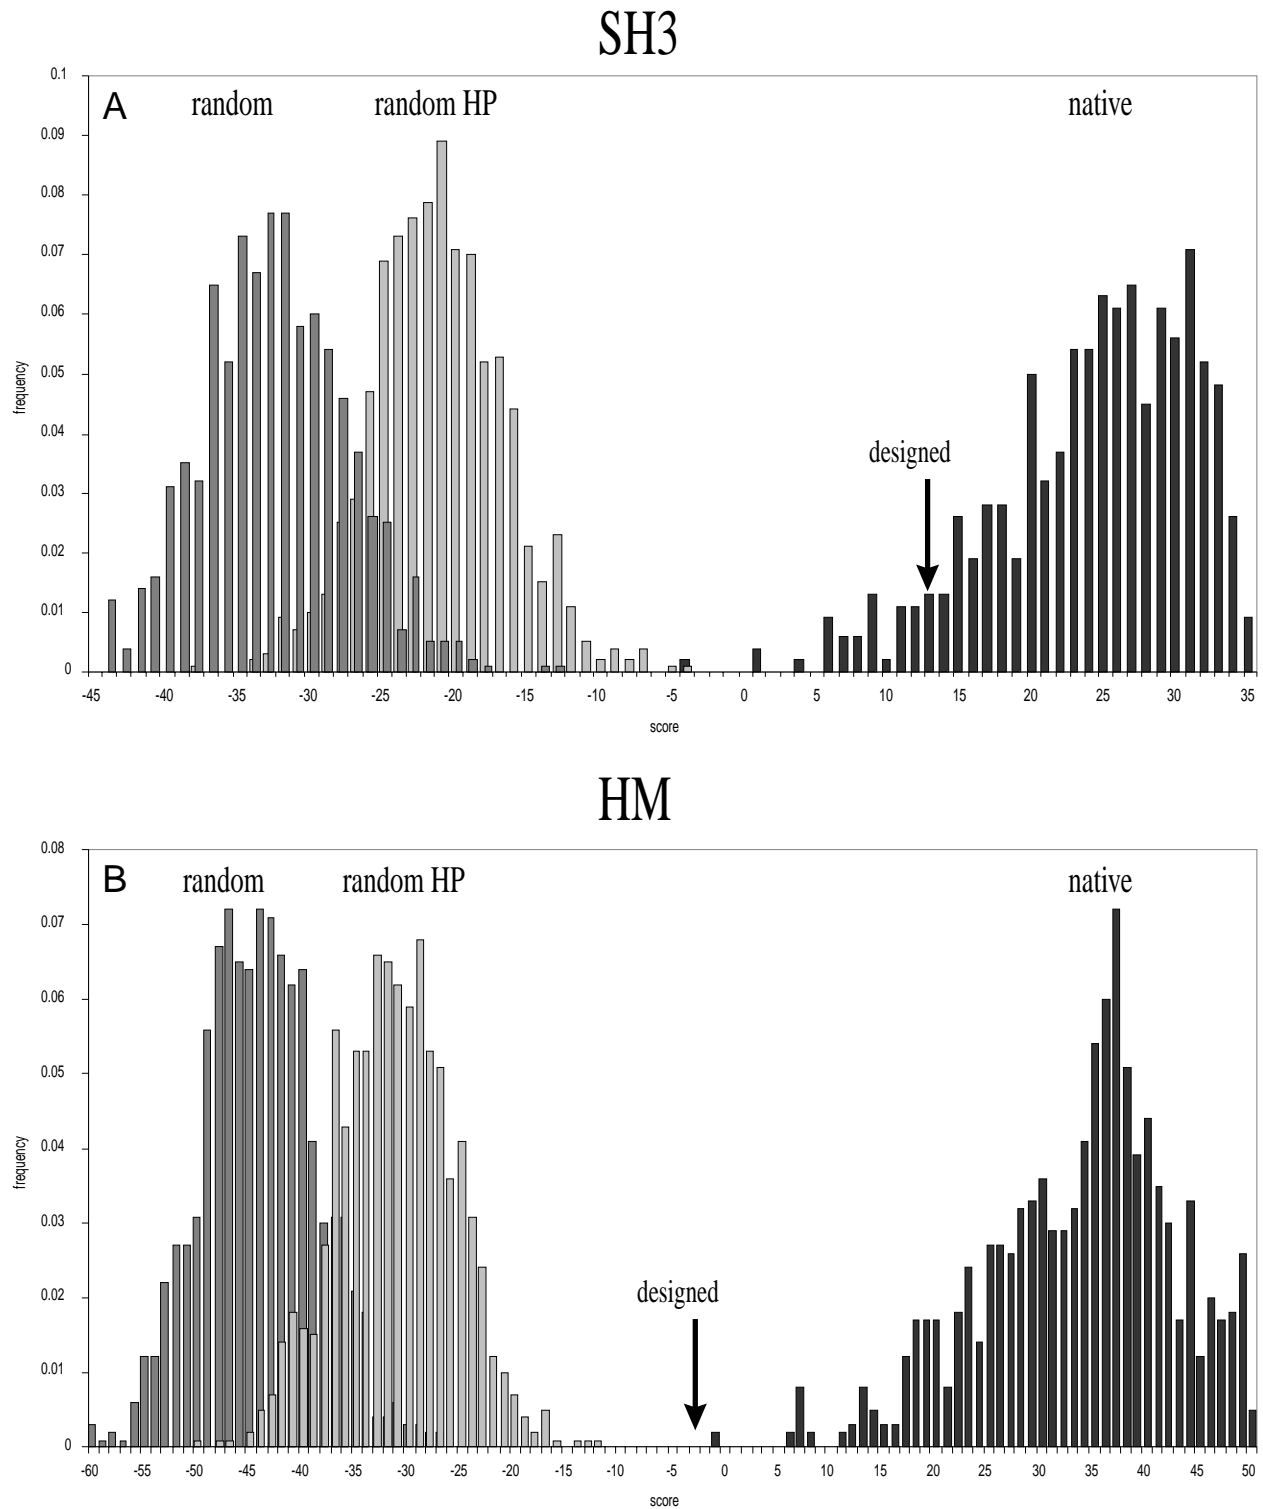 SH3
0.1
A
random
random HP
native
0.09
0.08
0.07
0.06
0.05
frequency
designed
0.04
0.03
0.02
0.01
0
-45 -40 -35 -30 -25 -20 -15 -10 -5 0 5 10 15 20 25 30 35
score
HM
0.08
B
random
random HP
native
0.07
0.06
0.05
0.04
frequency
0.03
designed
0.02
0.01
0
-60 -55 -50 -45 -40 -35 -30 -25 -20 -15 -10 -5 0 5 10 15 20 25 30 35 40 45 50
score